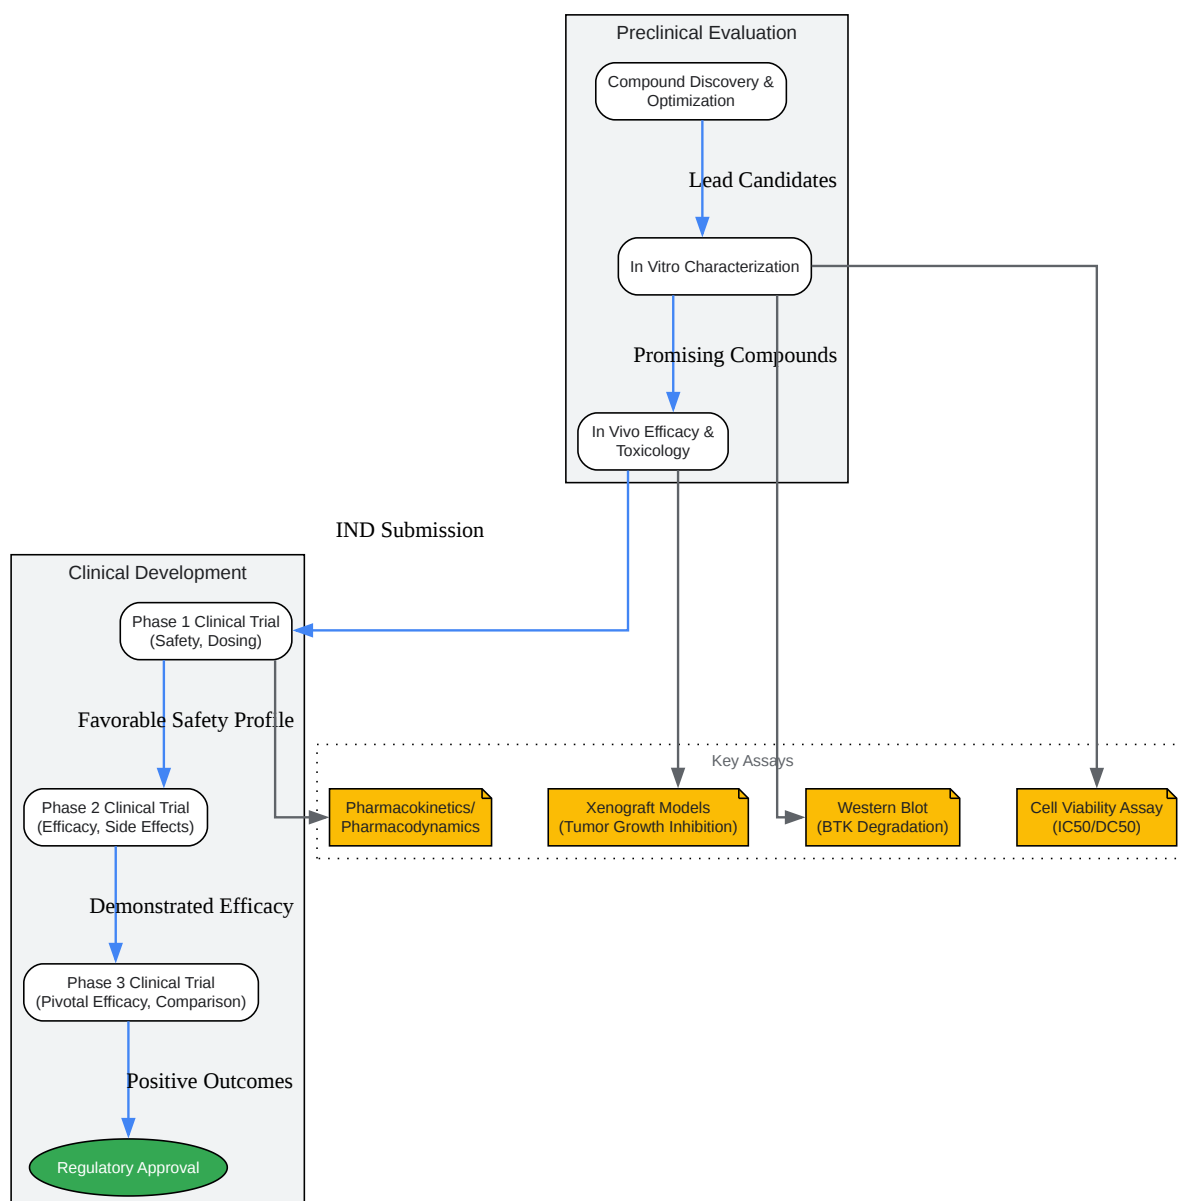 Preclinical Evaluation
Compound Discovery &
Optimization
Lead Candidates
In Vitro Characterization
Promising Compounds
In Vivo Efficacy &
Toxicology
IND Submission
Clinical Development
Phase 1 Clinical Trial
(Safety, Dosing)
Favorable Safety Profile
Key Assays
Phase 2 Clinical Trial
(Efficacy, Side Effects)
Pharmacokinetics/
Pharmacodynamics
Xenograft Models
(Tumor Growth Inhibition)
Western Blot
(BTK Degradation)
Cell Viability Assay
(IC50/DC50)
Demonstrated Efficacy
Phase 3 Clinical Trial
(Pivotal Efficacy, Comparison)
Positive Outcomes
Regulatory Approval